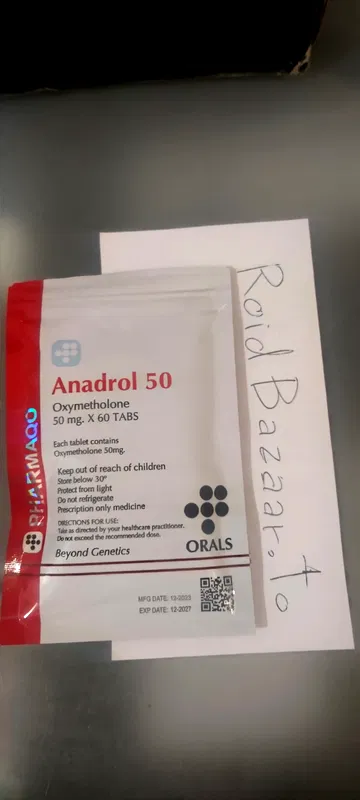 PHARMAQO
Anadrol 50
Oxymetholone
50 mg. X 60 TABS
Each tablet contains
Oxymetholone 50mg.
Keep out of reach of children
Store below 30°
Protect from light
Do not refrigerate
Prescription only medicine
DIRECTIONS FOR USE:
Take as directed by your healthcare practitioner.
Do not exceed the recommended dose.
Beyond Genetics
ORALS
MFG DATE: 12-2023
EXP DATE: 12-2027
Roid Bazaar.to